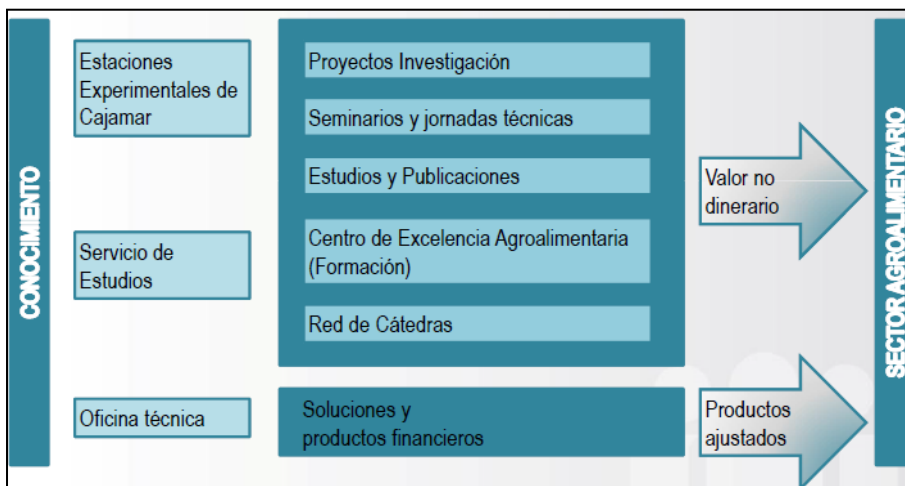 CONOCIMIENTO
Estaciones
Experimentales de
Cajamar
Servicio de
Estudios
Oficina técnica
Proyectos Investigación
Seminarios y jornadas técnicas
Estudios y Publicaciones
Centro de Excelencia Agroalimentaria
(Formación)
Red de Cátedras
Soluciones y
productos financieros
Valor no
dinerario
Productos
ajustados
SECTOR AGROALIMENTARIO